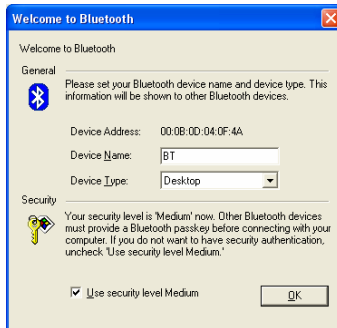 Welcome to Bluetooth
Welcome to Bluetooth
General
Please set your Bluetooth device name and device type. This
information will be shown to other Bluetooth devices.
Device Address: 00:0B:0D:04:0F:4A
Device Name: BT
Device Type: Desktop
Security
Your security level is 'Medium' now. Other Bluetooth devices
must provide a Bluetooth passkey before connecting with your
computer. If you do not want to have security authentication,
uncheck 'Use security level Medium.'
Use security level Medium
OK